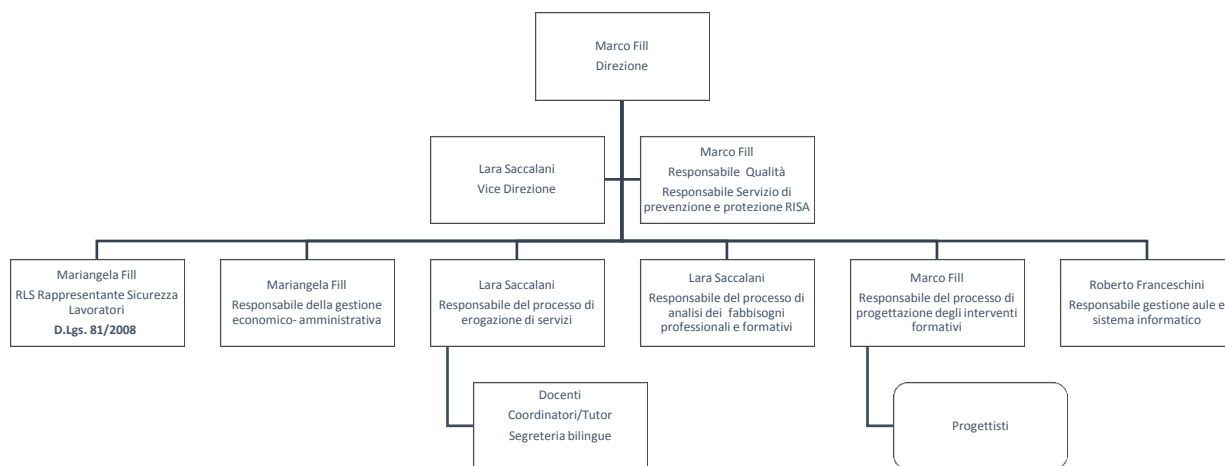 Marco Fill
Direzione
Lara Saccalani
Vice Direzione
Marco Fill
Responsabile Qualità
Responsabile Servizio di
prevenzione e protezione RISA
Mariangela Fill
RLS Rappresentante Sicurezza
Lavoratori
D.Lgs. 81/2008
Mariangela Fill
Responsabile della gestione
economico- amministrativa
Lara Saccalani
Responsabile del processo di
erogazione di servizi
Lara Saccalani
Responsabile del processo di
analisi dei fabbisogni
professionali e formativi
Marco Fill
Responsabile del processo di
progettazione degli interventi
formativi
Roberto Franceschini
Responsabile gestione aule e
sistema informatico
Docenti
Coordinatori/Tutor
Segreteria bilingue
Progettisti